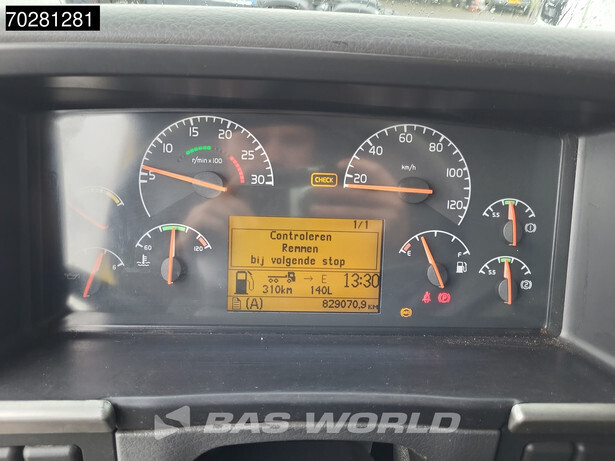 70281281
5 10 15 20 25 30
r/min x 100
CHECK
20 40 60 80 100 120
km/h
1/1
Controleren
Remmen
bij volgende stop
→ E 13:30
310km 140L
(A) 829070,9 KM
60 120
6
E F
5.5
5.5
BAS WORLD